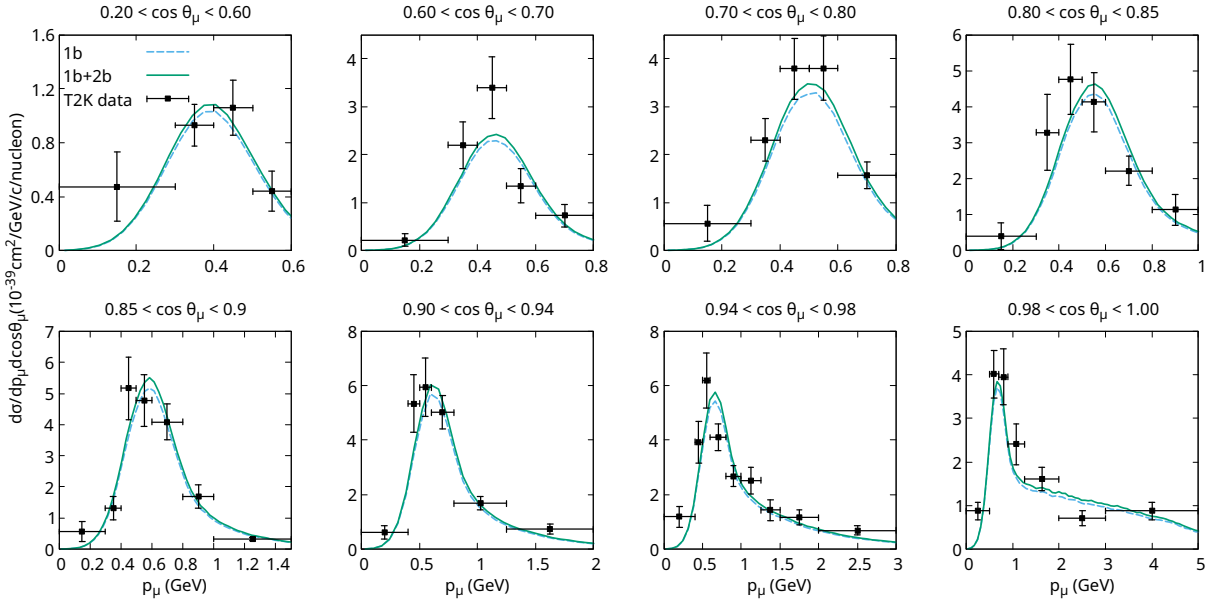 0.20 < cos θμ < 0.60
0.60 < cos θμ < 0.70
0.70 < cos θμ < 0.80
0.80 < cos θμ < 0.85
1b
1b+2b
T2K data
0 0.4 0.8 1.2 1.6
0 0.2 0.4 0.6
0 1 2 3 4
0 0.2 0.4 0.6 0.8
0 1 2 3 4
0 0.2 0.4 0.6 0.8
0 1 2 3 4 5 6
0 0.2 0.4 0.6 0.8 1
dσ/dpμdcosθμ(10-39cm2/GeV/c/nucleon)
0.85 < cos θμ < 0.9
0.90 < cos θμ < 0.94
0.94 < cos θμ < 0.98
0.98 < cos θμ < 1.00
0 1 2 3 4 5 6 7
0 0.2 0.4 0.6 0.8 1 1.2 1.4
0 2 4 6 8
0 0.5 1 1.5 2
0 2 4 6 8
0 0.5 1 1.5 2 2.5 3
0 1 2 3 4 5
0 1 2 3 4 5
pμ (GeV)
pμ (GeV)
pμ (GeV)
pμ (GeV)